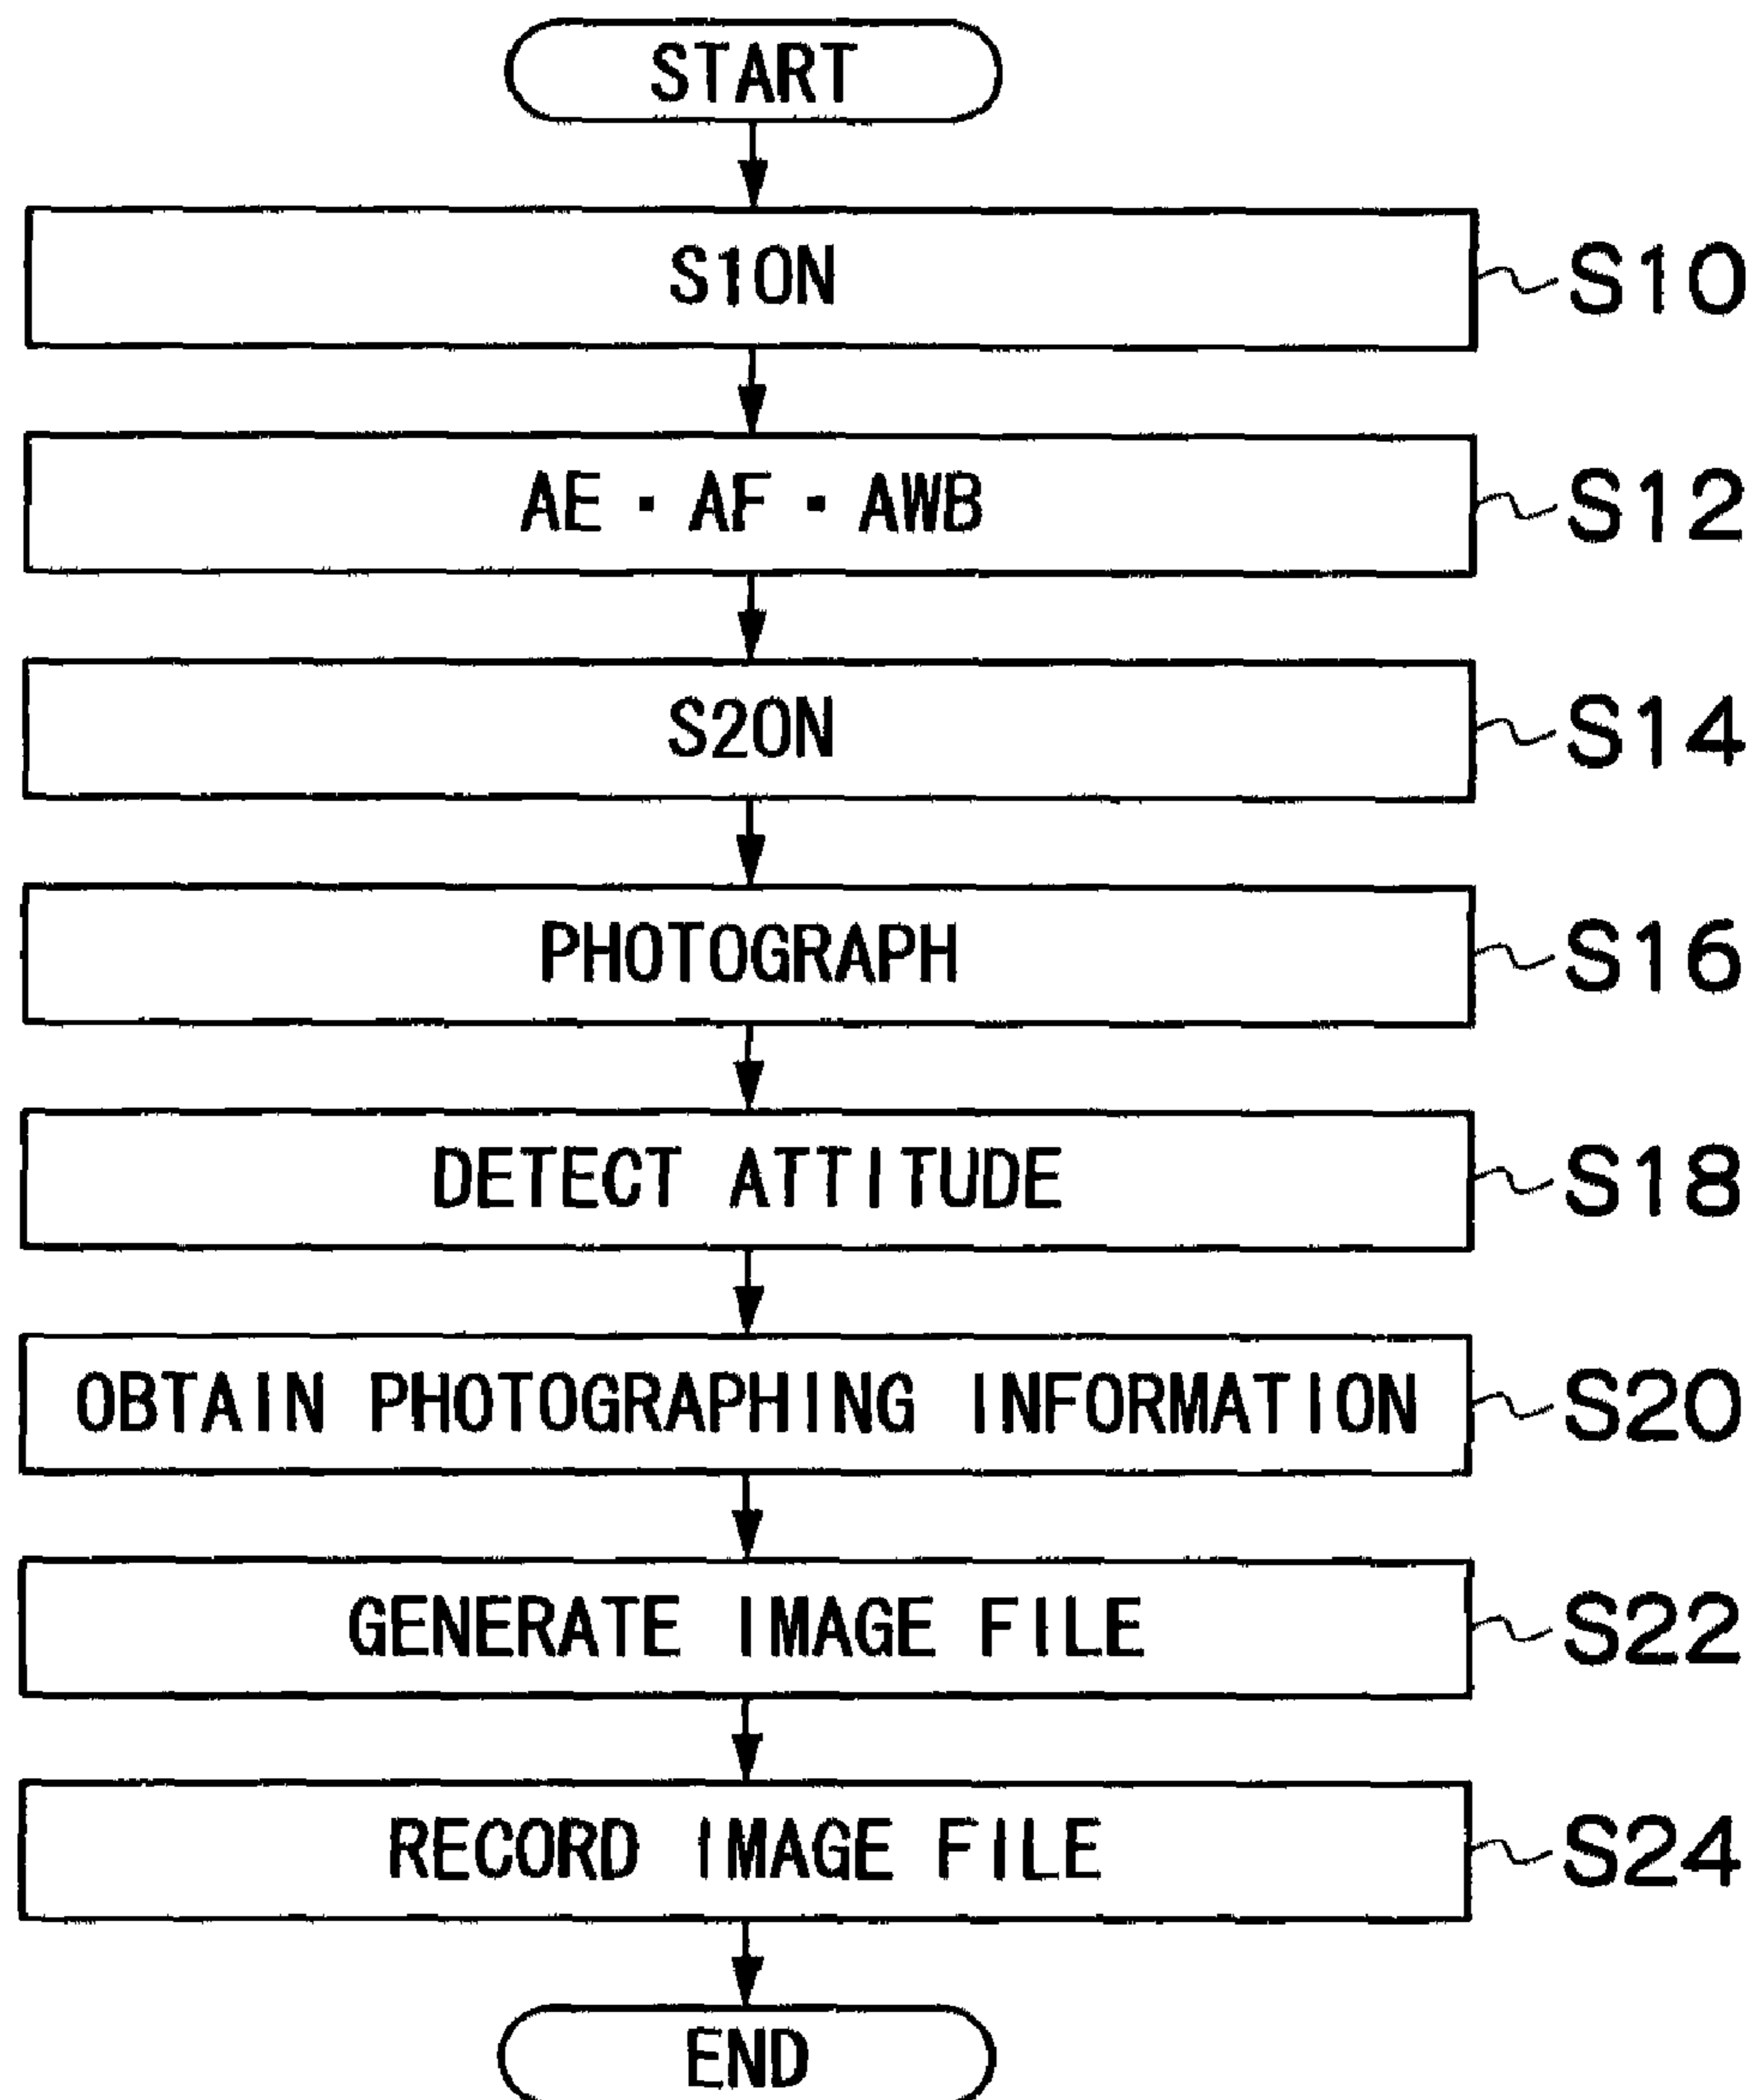 START
S1ON S10
AE · AF · AWB S12
S2ON S14
PHOTOGRAPH S16
DETECT ATTITUDE S18
OBTAIN PHOTOGRAPHING INFORMATION S20
GENERATE IMAGE FILE S22
RECORD IMAGE FILE S24
END